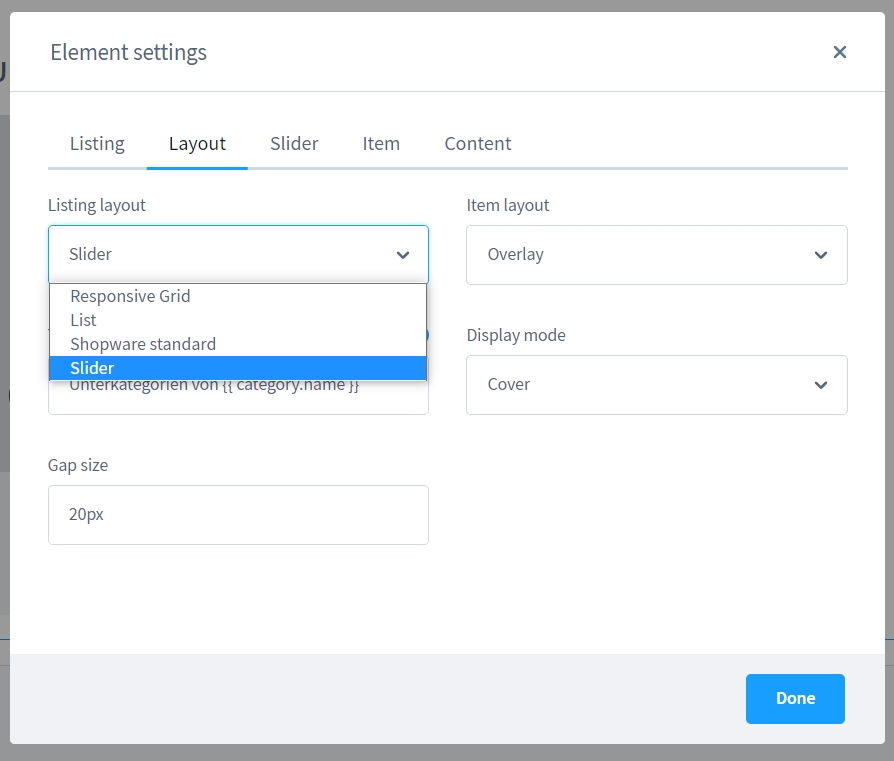 Element settings
Listing Layout Slider Item Content
Listing layout
Item layout
Slider
Overlay
Responsive Grid
List
Shopware standard
Slider
Display mode
Unterkategorien von {{ category.name }}
Cover
Gap size
20px
Done